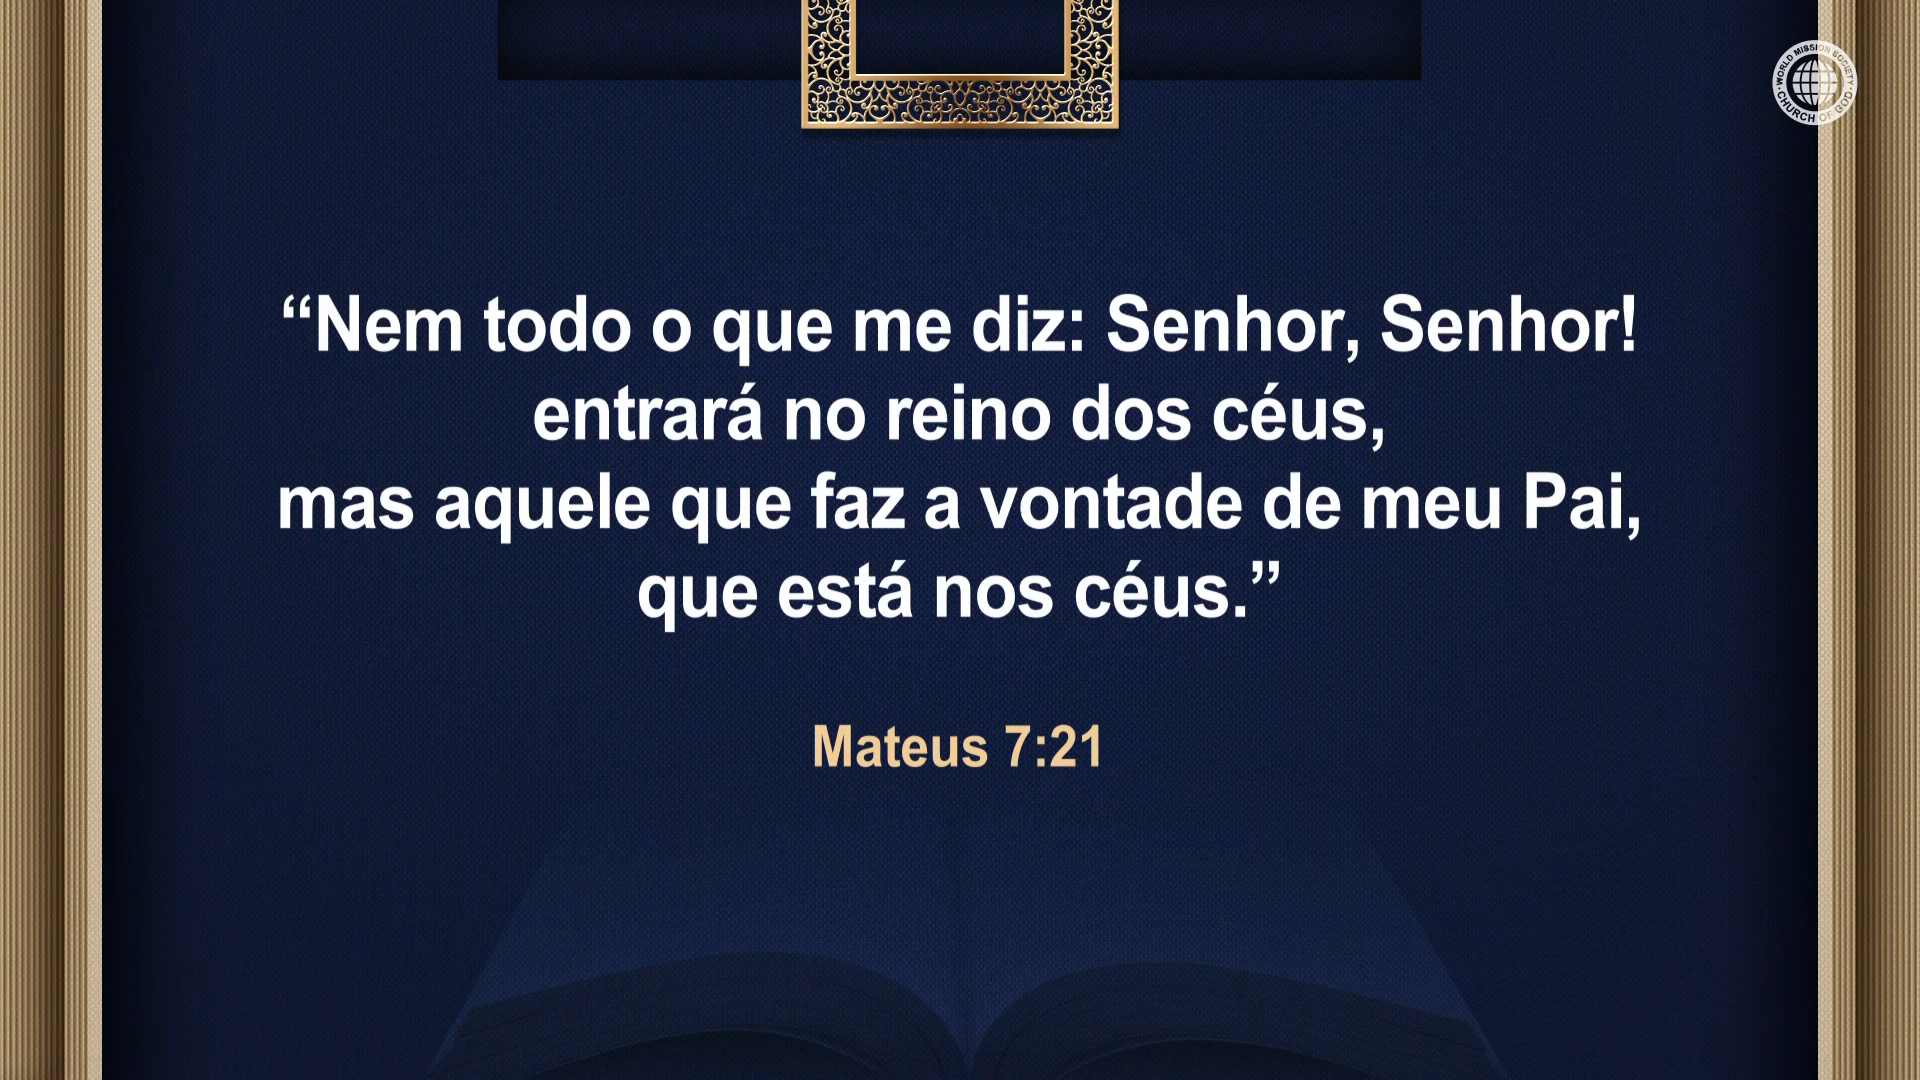 “Nem todo o que me diz: Senhor, Senhor!
entrará no reino dos céus,
mas aquele que faz a vontade de meu Pai,
que está nos céus.”
Mateus 7:21
WORLD MISSION SOCIETY
CHURCH OF GOD